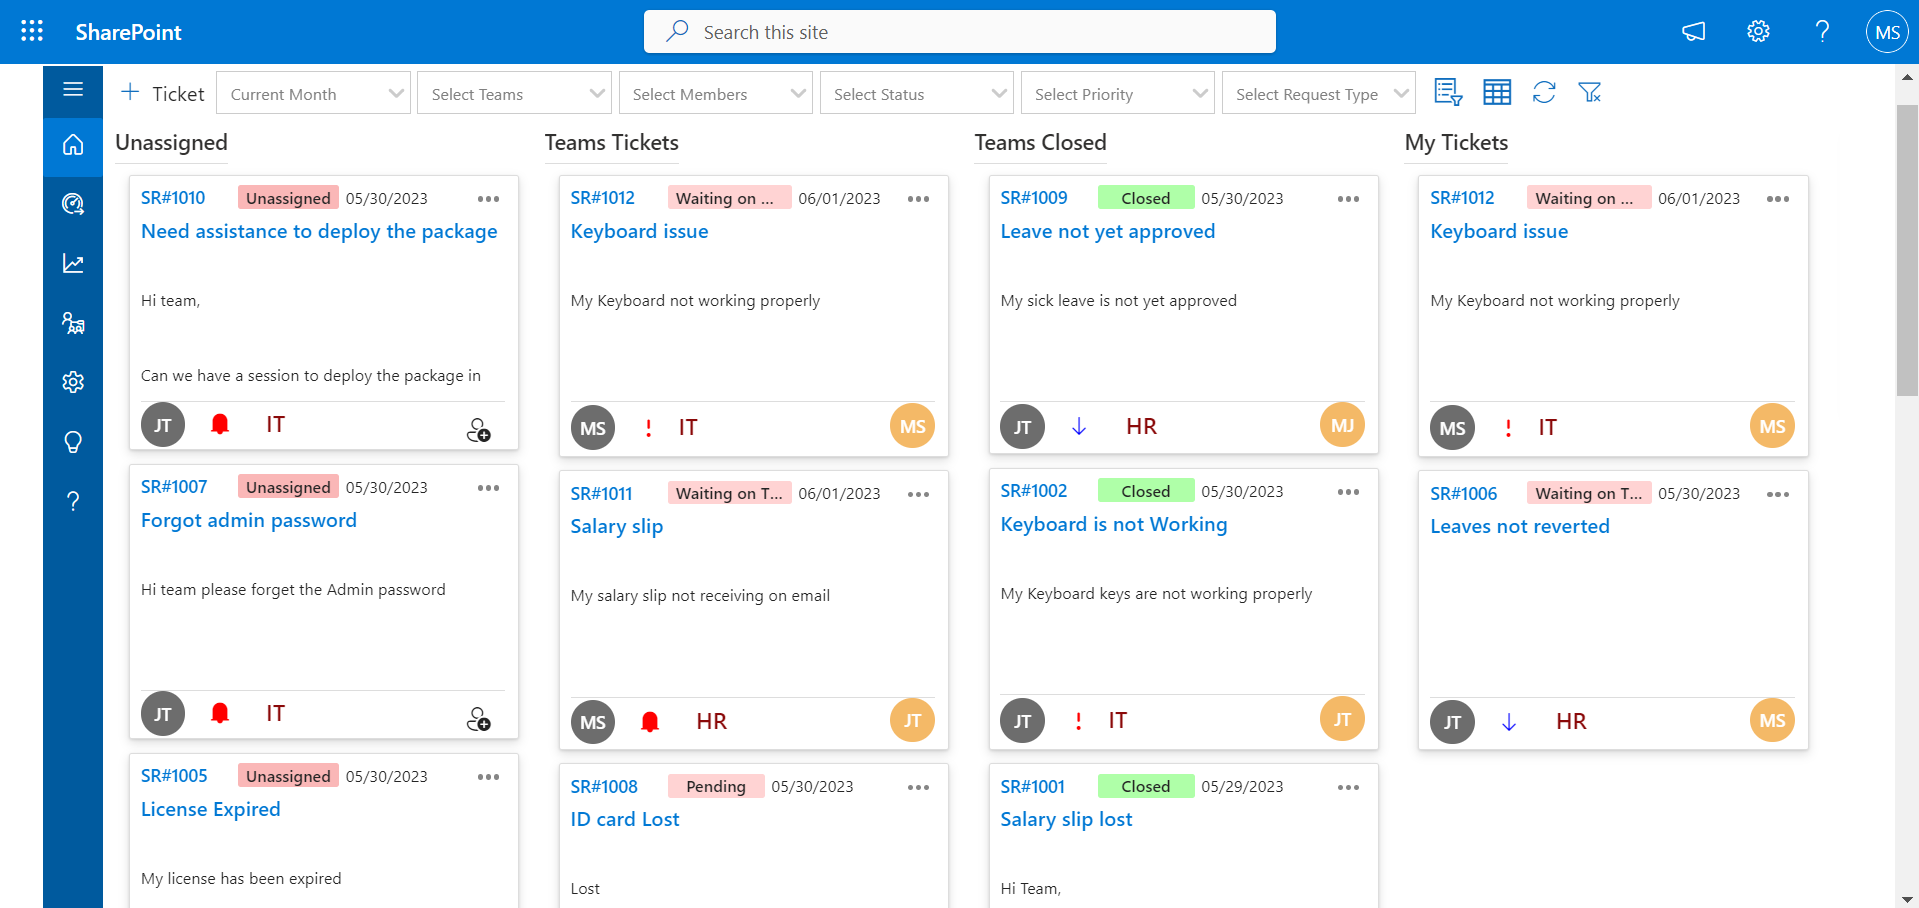 SharePoint
Search this site
MS
Ticket
Current Month
Select Teams
Select Members
Select Status
Select Priority
Select Request Type
Unassigned
SR#1010 Unassigned 05/30/2023
Need assistance to deploy the package
Hi team,
Can we have a session to deploy the package in
JT IT
SR#1007 Unassigned 05/30/2023
Forgot admin password
Hi team please forget the Admin password
JT IT
SR#1005 Unassigned 05/30/2023
License Expired
My license has been expired
Teams Tickets
SR#1012 Waiting on ... 06/01/2023
Keyboard issue
My Keyboard not working properly
MS ! IT MS
SR#1011 Waiting on T... 06/01/2023
Salary slip
My salary slip not receiving on email
MS HR JT
SR#1008 Pending 05/30/2023
ID card Lost
Lost
Teams Closed
SR#1009 Closed 05/30/2023
Leave not yet approved
My sick leave is not yet approved
JT HR MJ
SR#1002 Closed 05/30/2023
Keyboard is not Working
My Keyboard keys are not working properly
JT ! IT JT
SR#1001 Closed 05/29/2023
Salary slip lost
Hi Team,
My Tickets
SR#1012 Waiting on ... 06/01/2023
Keyboard issue
My Keyboard not working properly
MS ! IT MS
SR#1006 Waiting on T... 05/30/2023
Leaves not reverted
JT HR MS